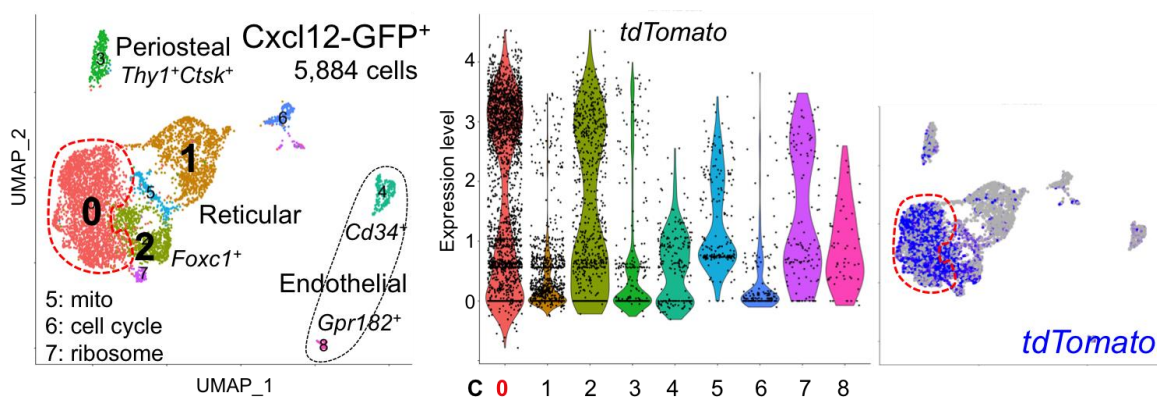 Cxcl12-GFP+
5,884 cells
Periosteal
Thy1+Ctsk+
3
6
1
5
0
4
Reticular
Cd34+
2
Foxc1+
7
Endothelial
5: mito
6: cell cycle
7: ribosome
Gpr182+
8
UMAP_2
UMAP_1
tdTomato
Expression level
4
3
2
1
0
C 0 1 2 3 4 5 6 7 8
tdTomato